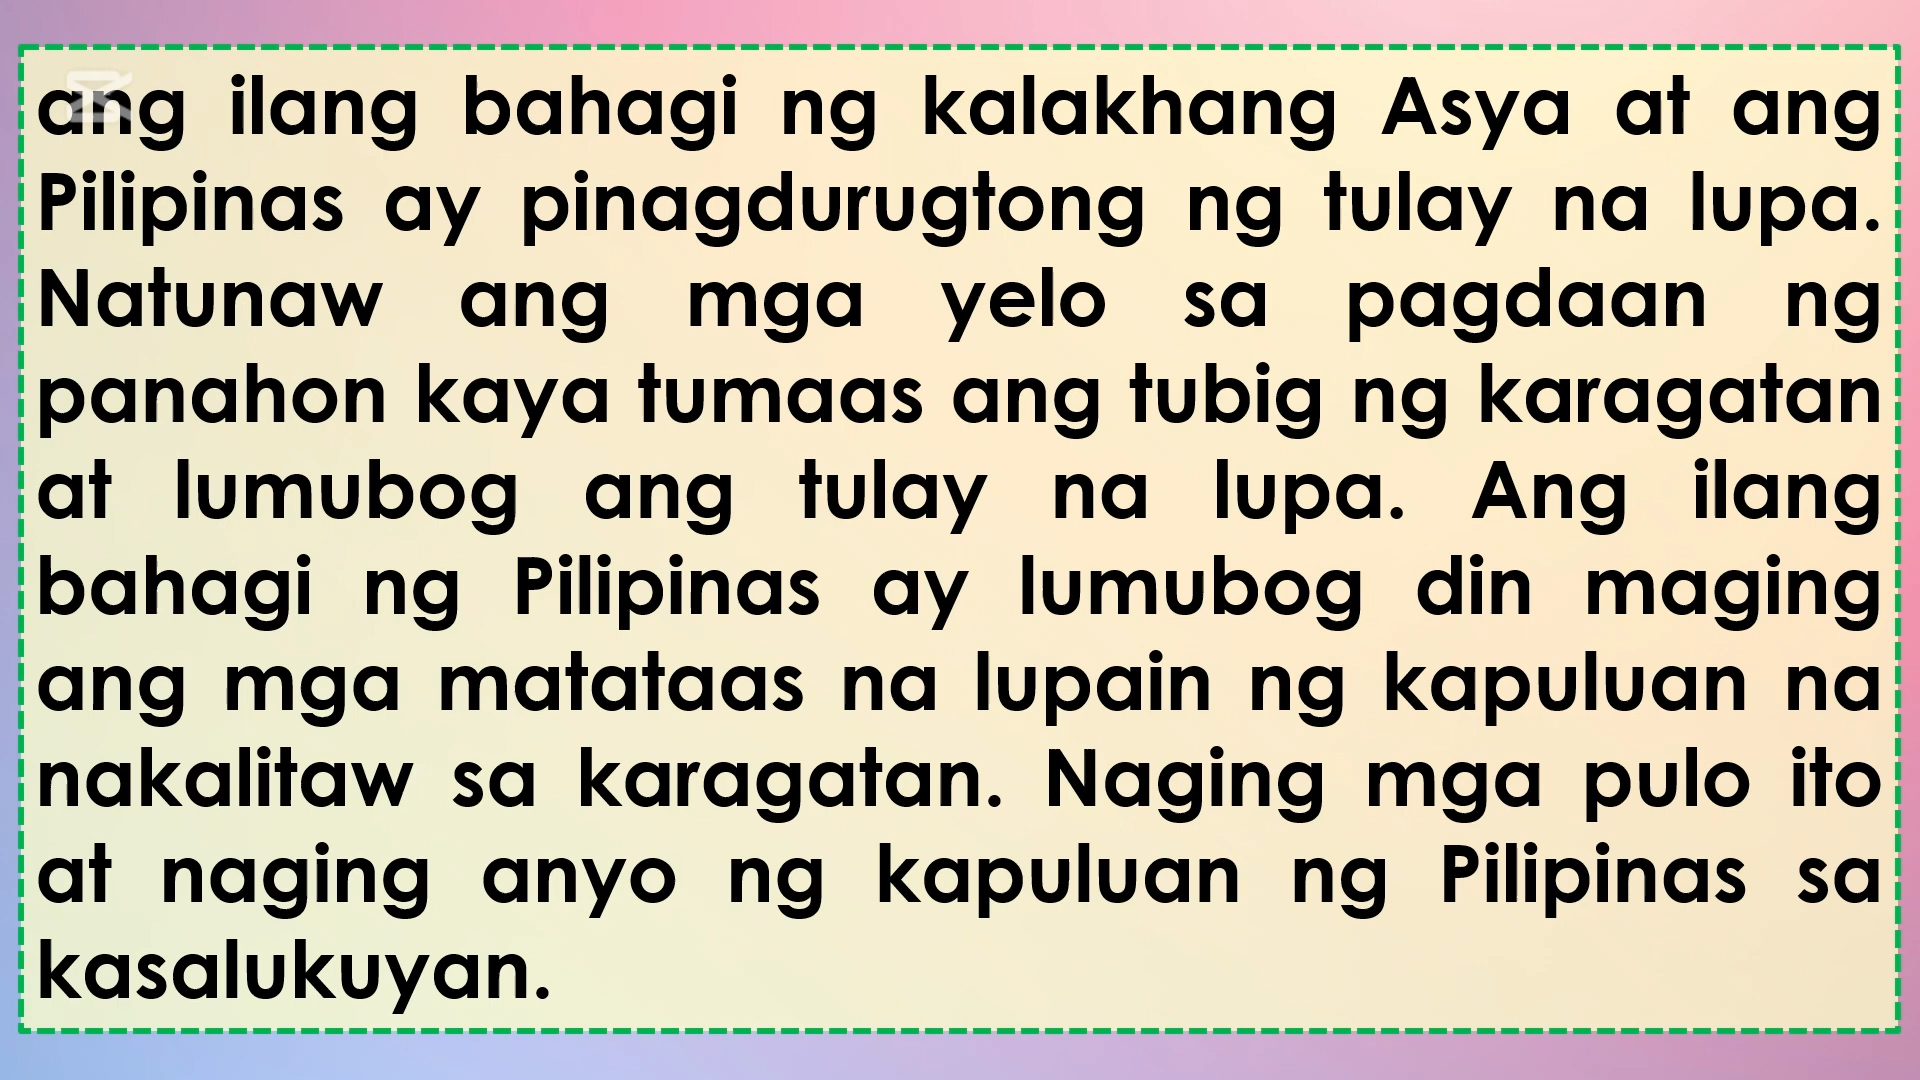 ang ilang bahagi ng kalakhang Asya at ang
Pilipinas ay pinagdurugtong ng tulay na lupa.
Natunaw ang mga yelo sa pagdaan ng
panahon kaya tumaas ang tubig ng karagatan
at lumubog ang tulay na lupa. Ang ilang
bahagi ng Pilipinas ay lumubog din maging
ang mga matataas na lupain ng kapuluan na
nakalitaw sa karagatan. Naging mga pulo ito
at naging anyo ng kapuluan ng Pilipinas sa
kasalukuyan.